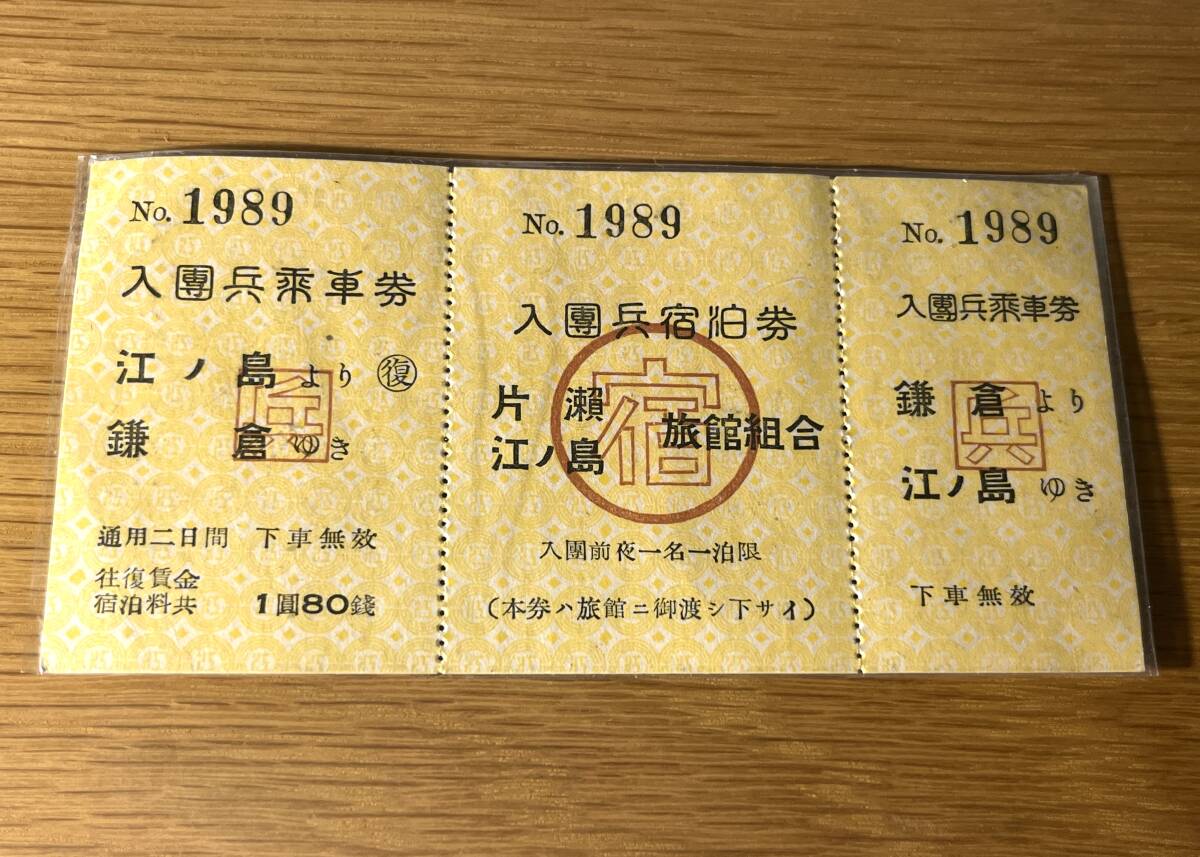 No. 1989
入團兵乘車券
江ノ島より 復
鎌倉ゆき
兵
通用二日間 下車無效
往復賃金
宿泊料共 1圓80錢
No. 1989
入團兵宿泊券
片瀨
江ノ島
旅館組合
宿
入團前夜一名一泊限
(本券ハ旅館ニ御渡シ下サイ)
No. 1989
入團兵乘車券
鎌倉より
兵
江ノ島ゆき
下車無效